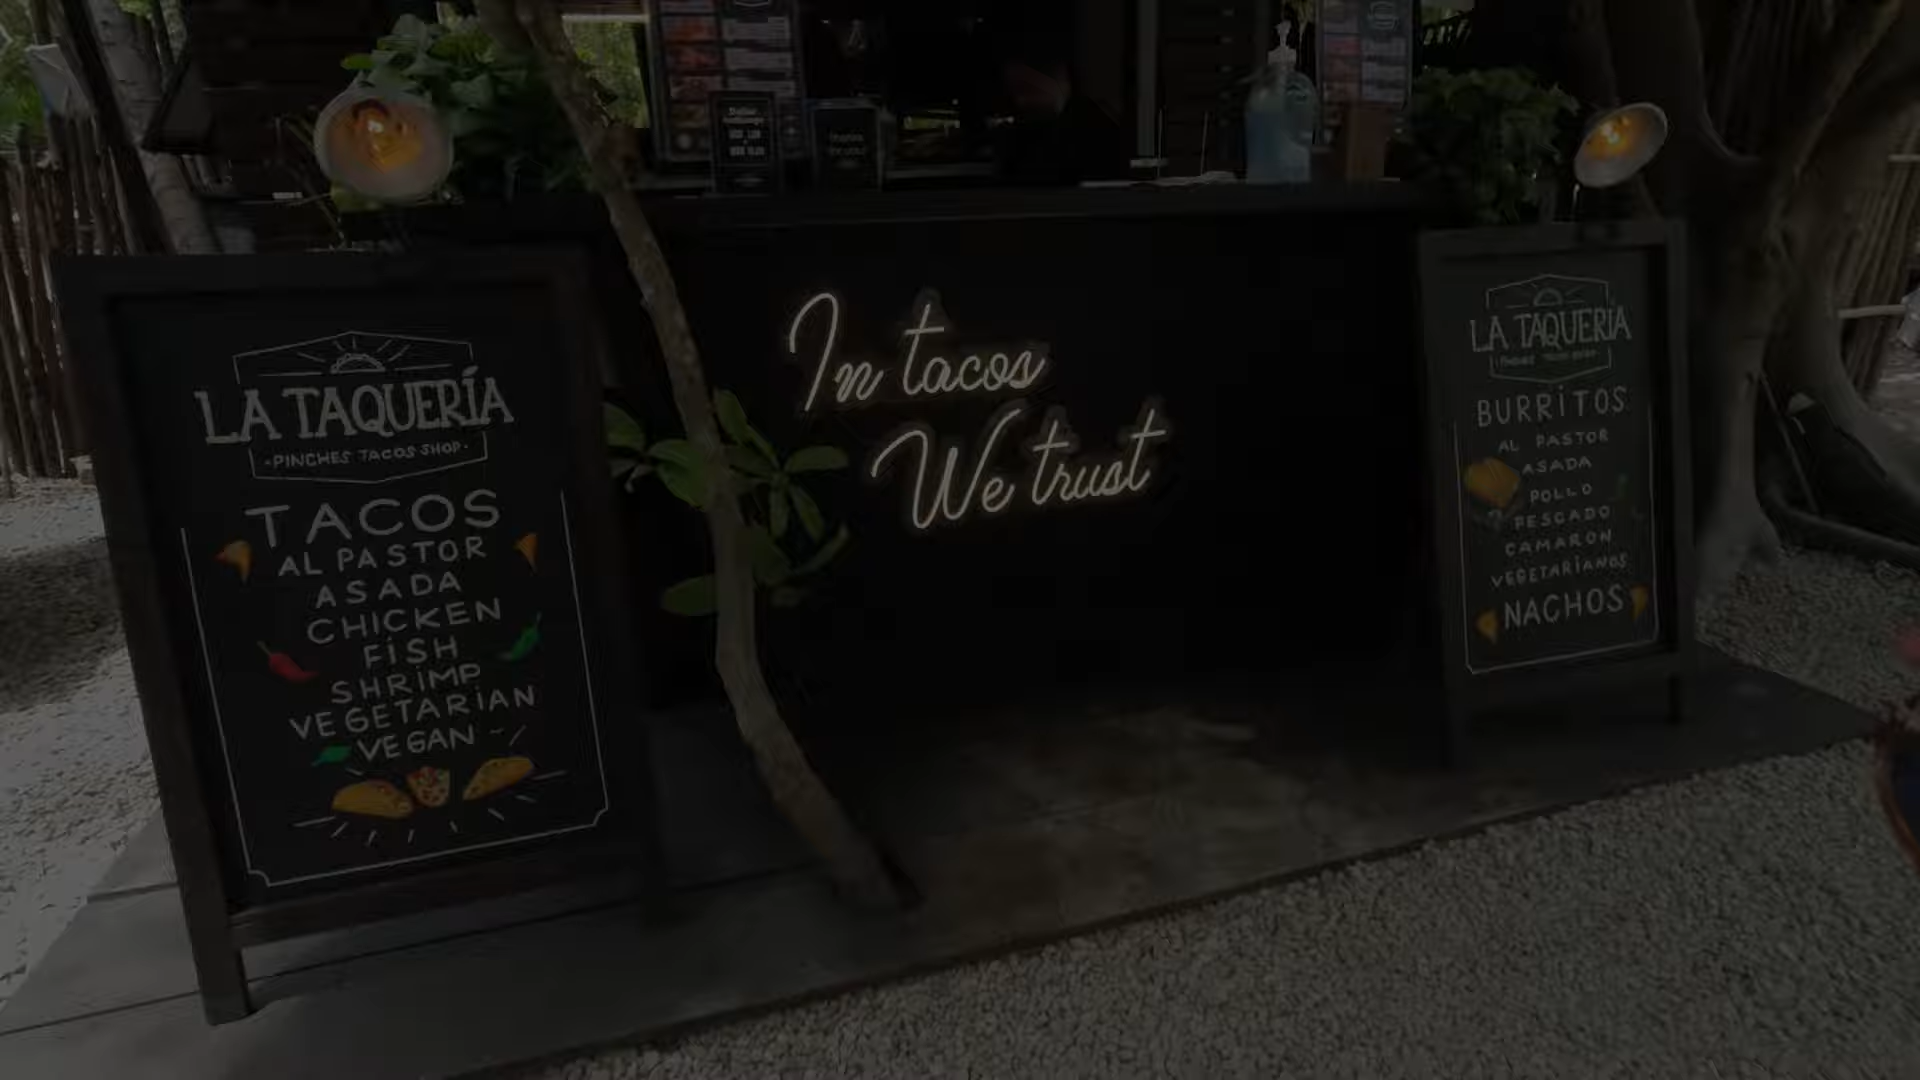 LA TAQUERÍA
·PINCHES TACOS SHOP·
TACOS
AL PASTOR
ASADA
CHICKEN
FISH
SHRIMP
VEGETARIAN
VEGAN
In tacos
We trust
LA TAQUERÍA
BURRITOS
AL PASTOR
ASADA
POLLO
PESCADO
CAMARON
VEGETARIANOS
NACHOS